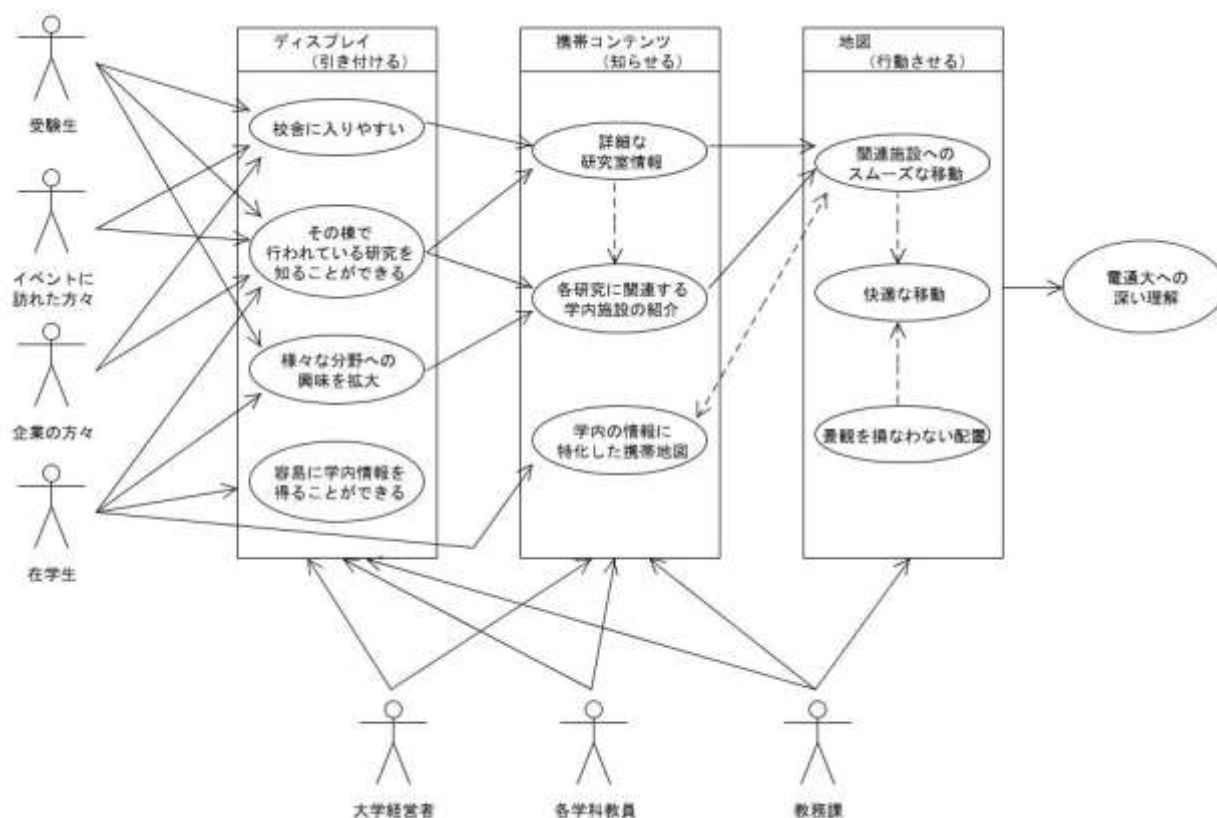 受験生
イベントに
訪れた方々
企業の方々
在学生
ディスプレイ
(引き付ける)
校舎に入りやすい
その棟で
行われている研究を
知ることができる
様々な分野への
興味を拡大
容易に学内情報を
得ることができる
携帯コンテンツ
(知らせる)
詳細な
研究室情報
各研究に関連する
学内施設の紹介
学内の情報に
特化した携帯地図
地図
(行動させる)
関連施設への
スムーズな移動
快適な移動
景観を損なわない配置
電通大への
深い理解
大学経営者
各学科教員
教務課